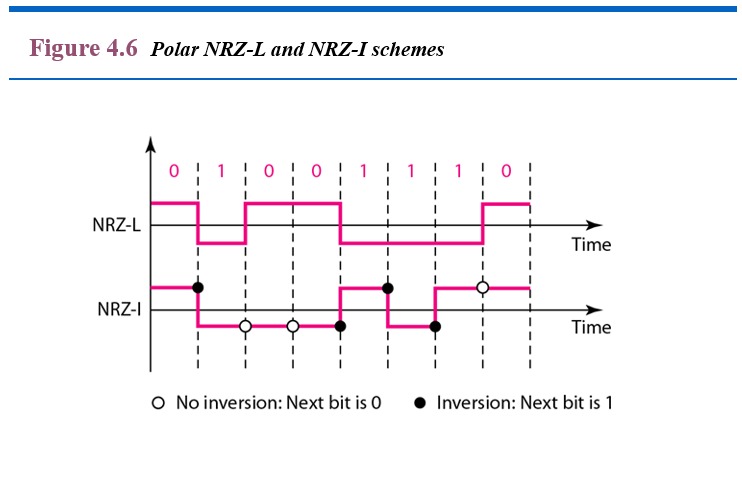 Figure 4.6 Polar NRZ-L and NRZ-I schemes
0 1 0 0 1 1 1 0
NRZ-L
Time
NRZ-I
Time
No inversion: Next bit is 0 Inversion: Next bit is 1